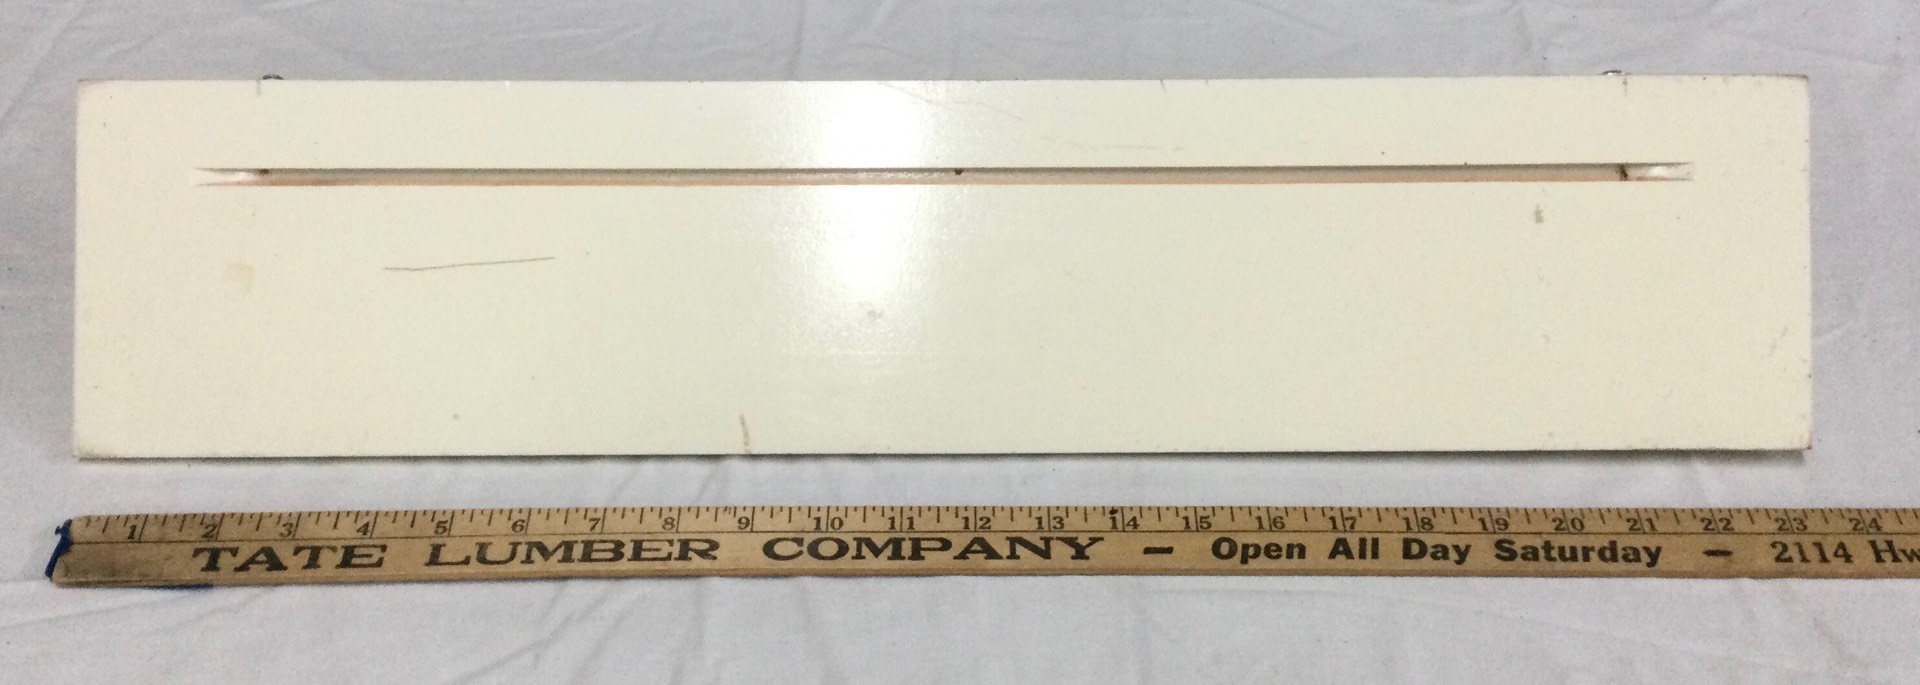 1 2 3 4 5 6 7 8 9 10 11 12 13 14 15 16 17 18 19 20 21 22 23 24
TATE LUMBER COMPANY - Open All Day Saturday - 2114 Hw